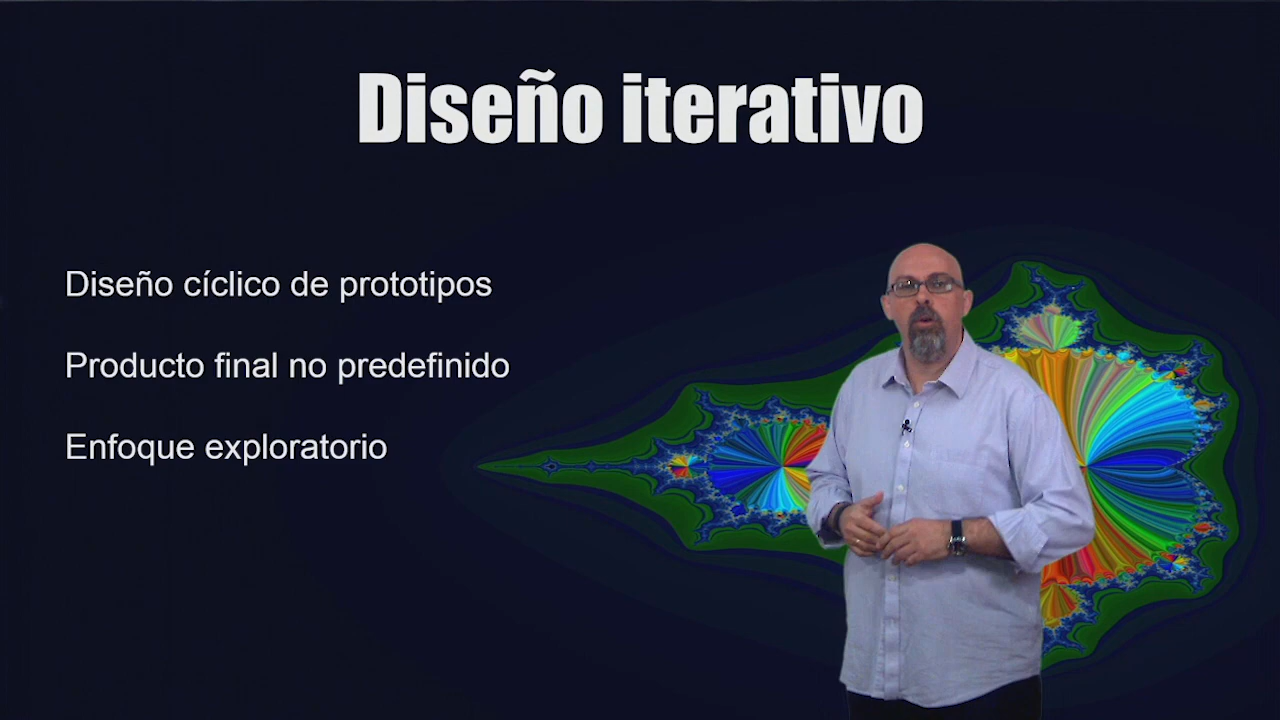 Diseño iterativo
Diseño cíclico de prototipos
Producto final no predefinido
Enfoque exploratorio